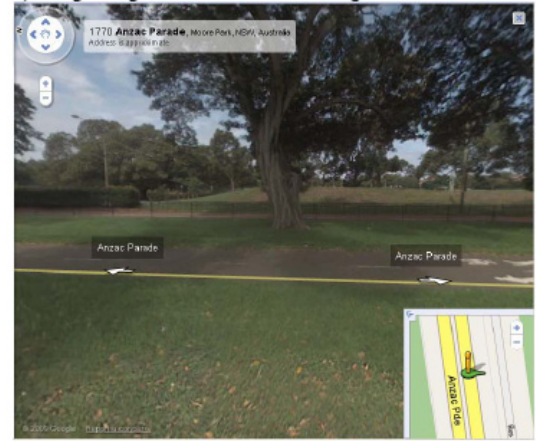 1770 Anzac Parade, Moore Park, NSW, Australia
Address is approximate
Anzac Parade
Anzac Parade
Anzac Pde
© 2009 Google